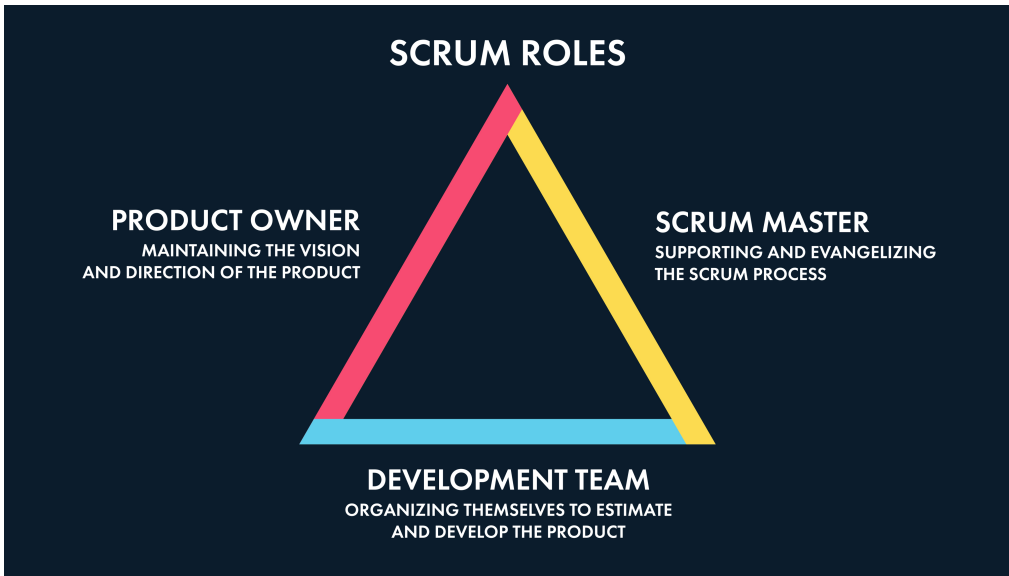 SCRUM ROLES
PRODUCT OWNER
MAINTAINING THE VISION
AND DIRECTION OF THE PRODUCT
SCRUM MASTER
SUPPORTING AND EVANGELIZING
THE SCRUM PROCESS
DEVELOPMENT TEAM
ORGANIZING THEMSELVES TO ESTIMATE
AND DEVELOP THE PRODUCT